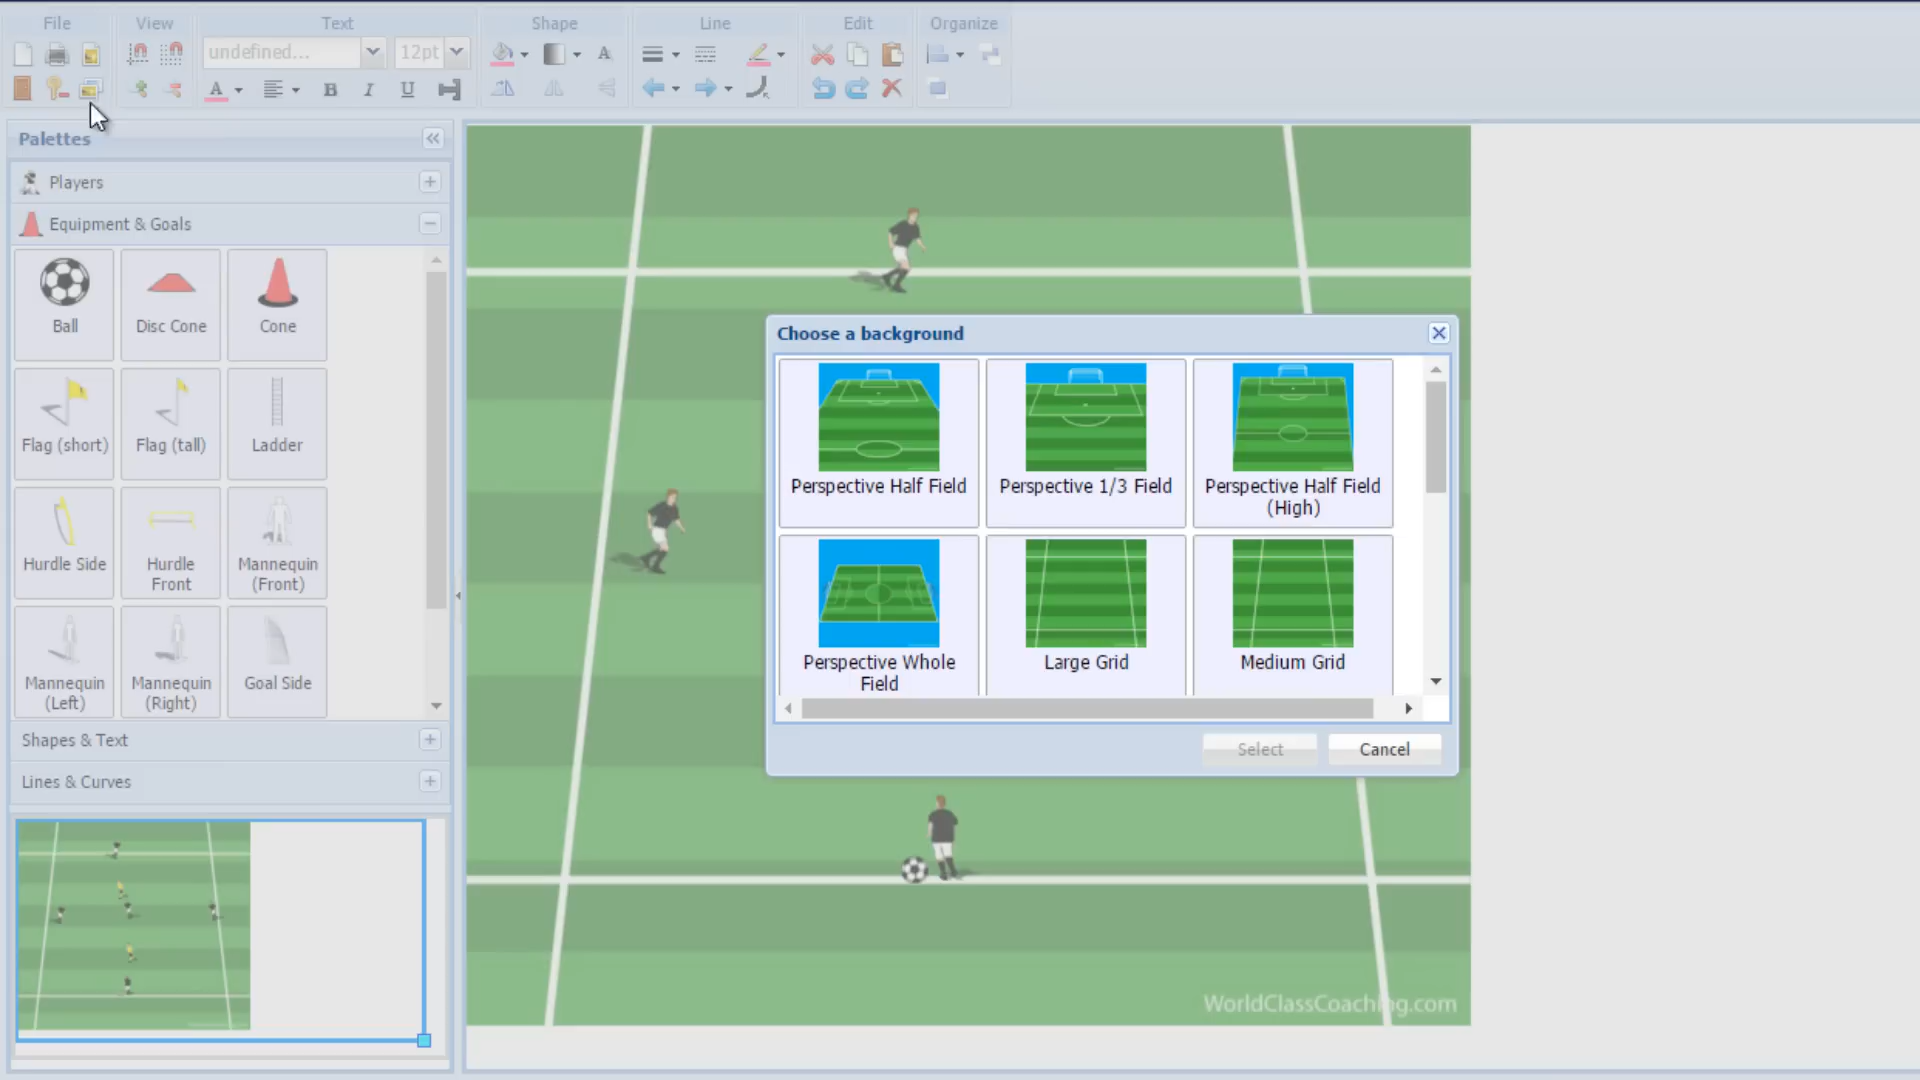 File
View
Text
Shape
Line
Edit
Organize
undefined...
12pt
A
A
B
I
U
Palettes
Players
Equipment & Goals
Ball
Disc Cone
Cone
Flag (short)
Flag (tall)
Ladder
Hurdle Side
Hurdle
Front
Mannequin
(Front)
Mannequin
(Left)
Mannequin
(Right)
Goal Side
Shapes & Text
Lines & Curves
Choose a background
Perspective Half Field
Perspective 1/3 Field
Perspective Half Field
(High)
Perspective Whole
Field
Large Grid
Medium Grid
Select
Cancel
WorldClassCoaching.com